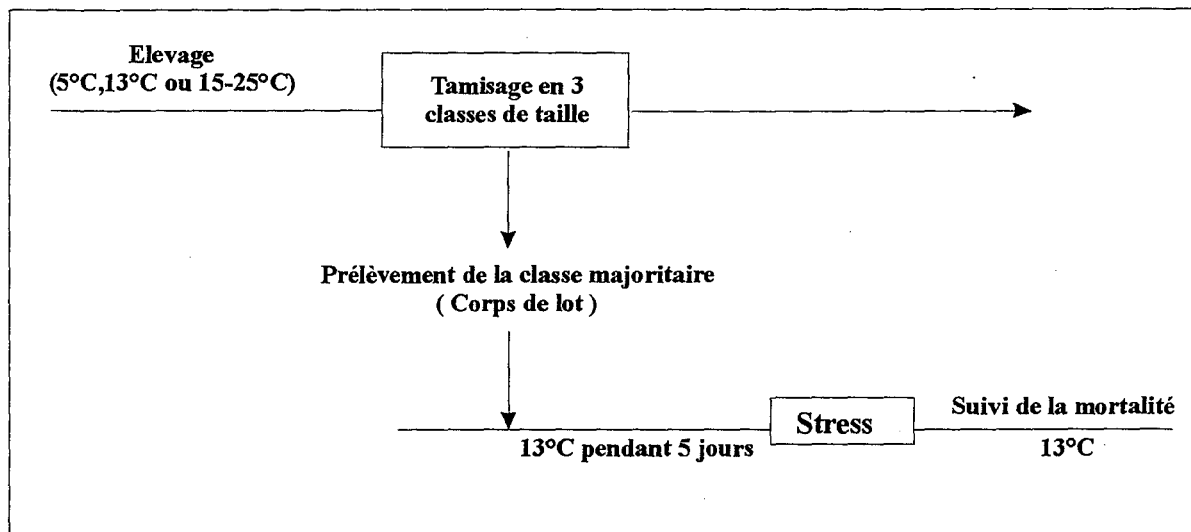 Elevage
(5°C,13°C ou 15-25°C)
Tamisage en 3
classes de taille
Prélèvement de la classe majoritaire
( Corps de lot )
13°C pendant 5 jours
Stress
Suivi de la mortalité
13°C